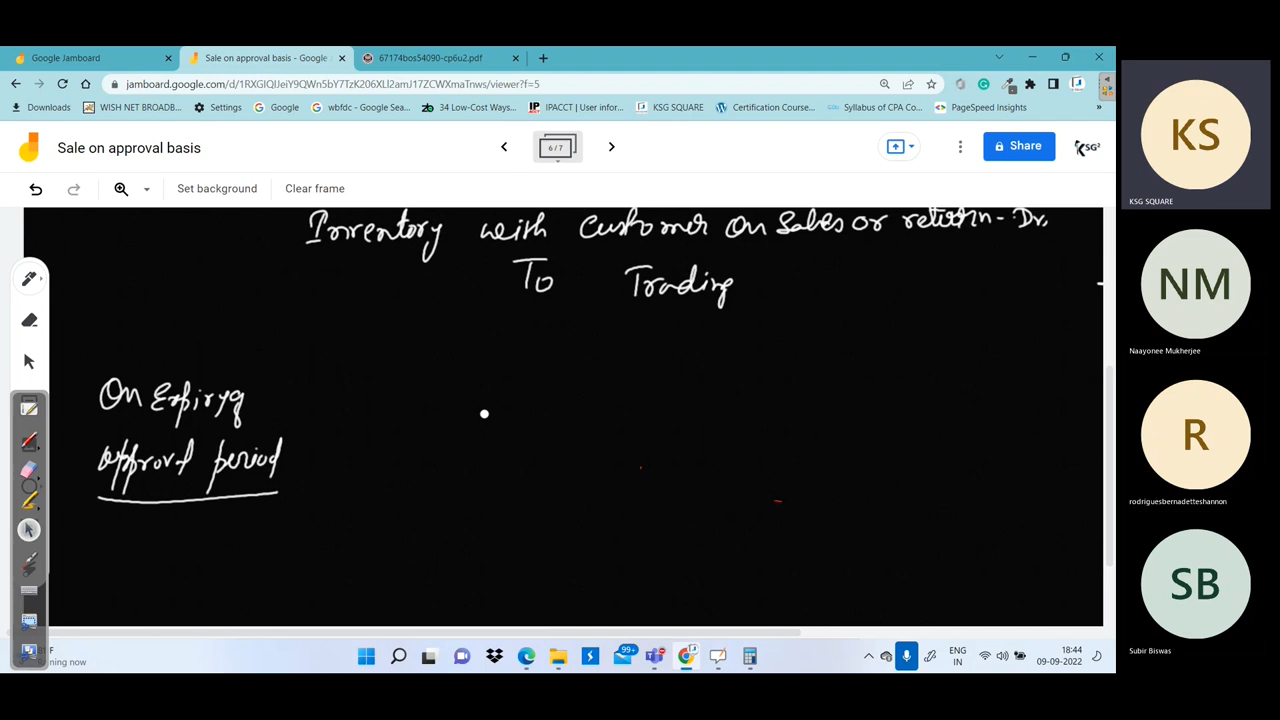 Google Jamboard
Sale on approval basis - Google
67174bos54090-cp6u2.pdf
jamboard.google.com/d/1RXGIQIJeiY9QWn5bY7TzK206XLl2amJ17ZCWXmaTnws/viewer?f=5
Downloads
WISH NET BROADB...
Settings
Google
wbfdc - Google Sea...
34 Low-Cost Ways...
IPACCT | User infor...
KSG SQUARE
Certification Course...
Syllabus of CPA Co...
PageSpeed Insights
Sale on approval basis
6 / 7
Share
KSG²
Set background
Clear frame
Inventory with Customer on Sales or return - Dr.
To Trading
On Expiry of
approval period
99+
ENG
IN
18:44
09-09-2022
KS
KSG SQUARE
NM
Naayonee Mukherjee
R
rodriguesbernadetteshannon
SB
Subir Biswas